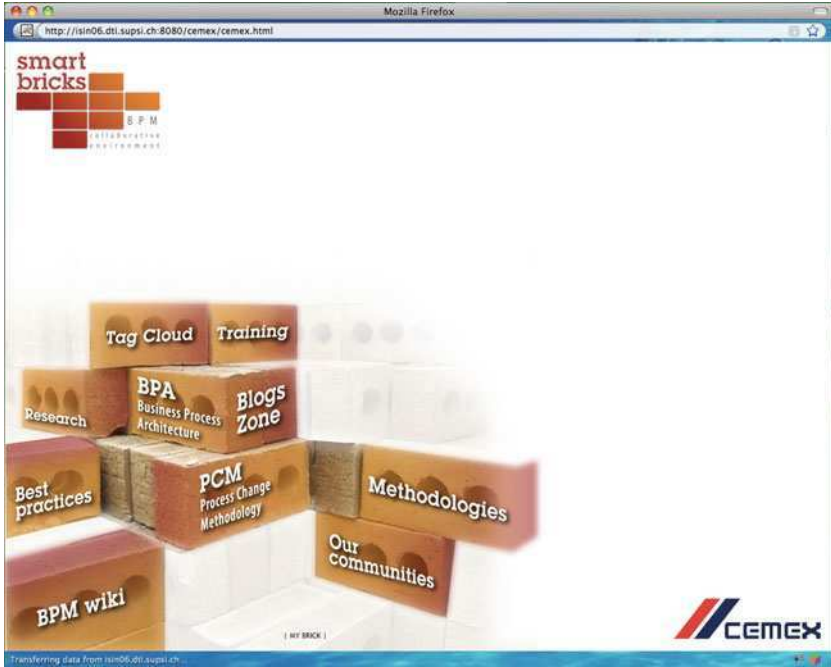 Mozilla Firefox
http://isin06.dti.supsi.ch:8080/cemex/cemex.html
smart
bricks
BPM
collaborative
environment
Tag Cloud
Training
Research
BPA
Business Process
Architecture
Blogs
Zone
Best
practices
PCM
Process Change
Methodology
Methodologies
Our
communities
BPM wiki
[ MY BRICK ]
CEMEX
Transferring data from isin06.dti.supsi.ch...